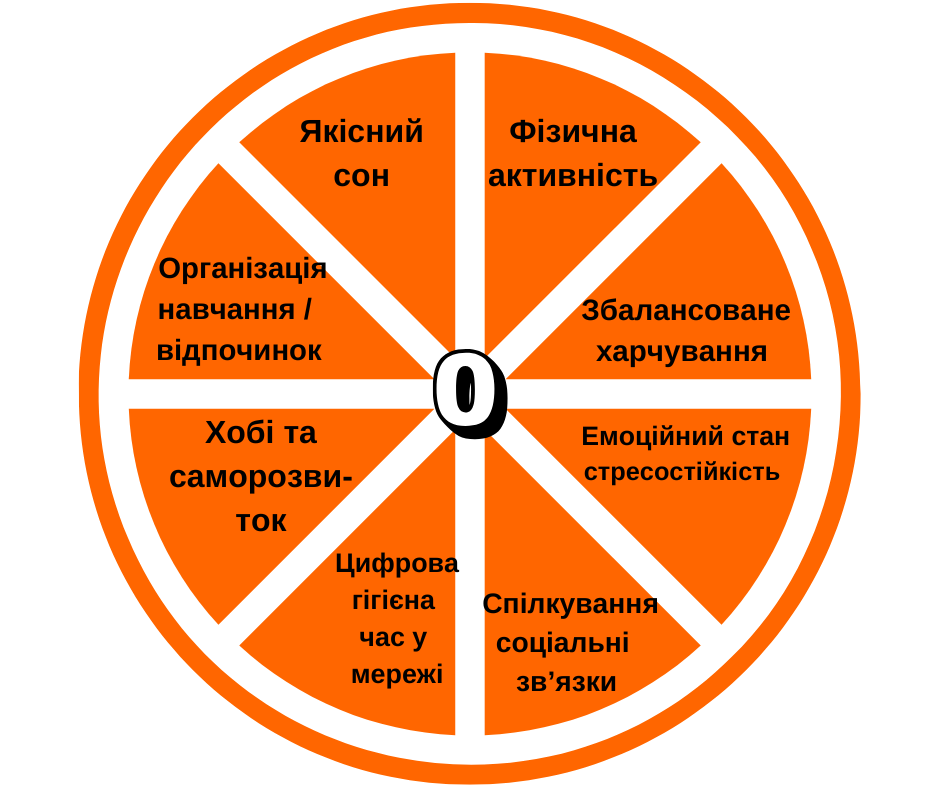 Якісний
сон
Фізична
активність
Організація
навчання /
відпочинок
Збалансоване
харчування
0
Хобі та
саморозви-
ток
Емоційний стан
стресостійкість
Цифрова
гігієна
час у
мережі
Спілкування
соціальні
зв’язки